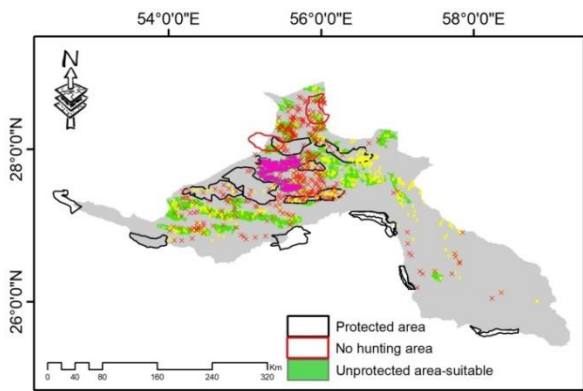 54°0'0"E 56°0'0"E 58°0'0"E
N
28°0'0"N
26°0'0"N
Protected area
No hunting area
Unprotected area-suitable
0 40 80 160 240 320
Km